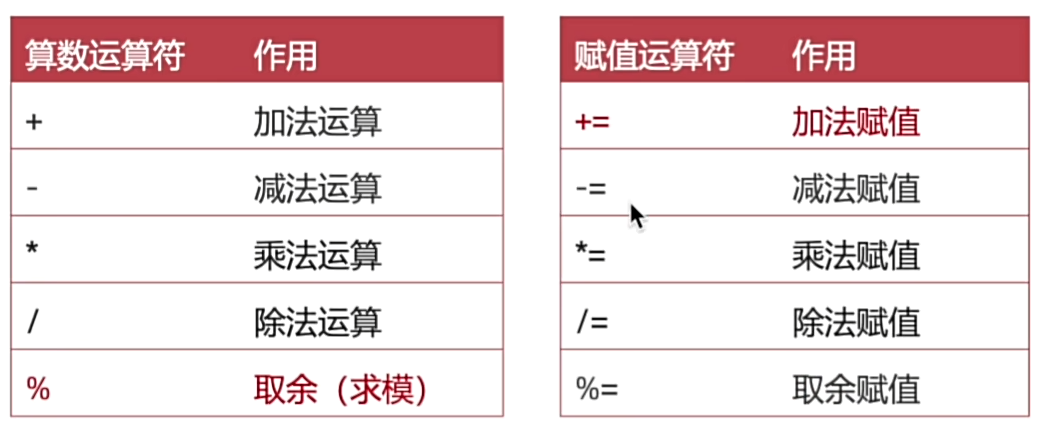 算数运算符 作用
+ 加法运算
- 减法运算
* 乘法运算
/ 除法运算
% 取余（求模）
赋值运算符 作用
+= 加法赋值
-= 减法赋值
*= 乘法赋值
/= 除法赋值
%= 取余赋值